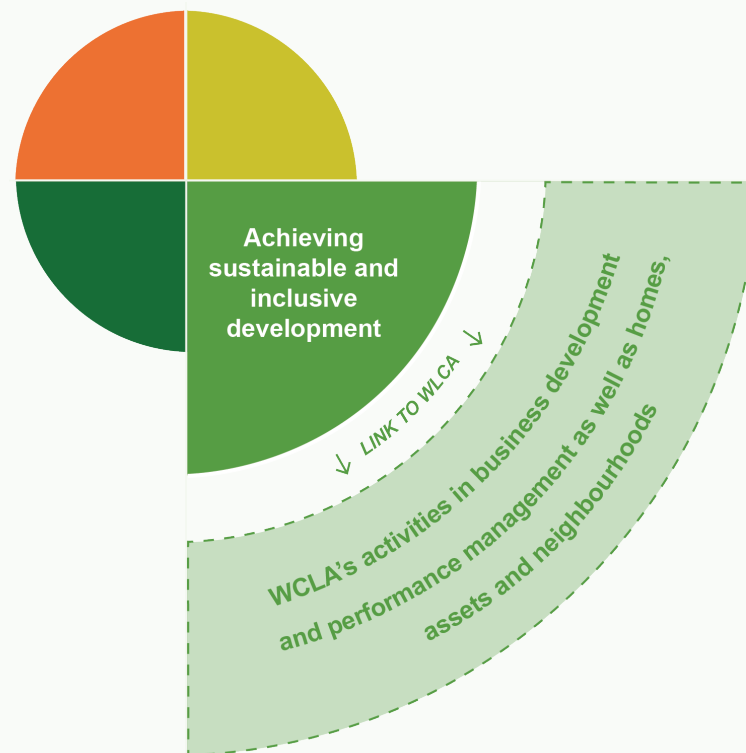 Achieving
sustainable and
inclusive
development
LINK TO WLCA
WCLA's activities in business development
and performance management as well as homes,
assets and neighbourhoods